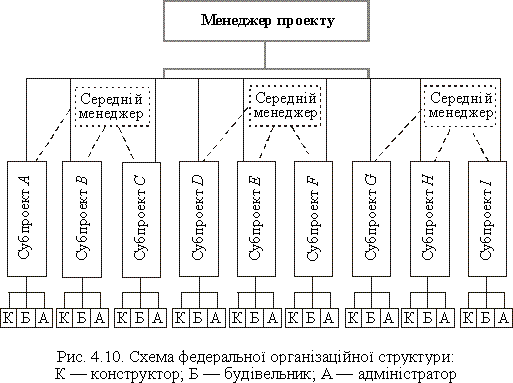 Менеджер проекту
Середній
менеджер
Середній
менеджер
Середній
менеджер
Субпроект A
Субпроект B
Субпроект C
Субпроект D
Субпроект E
Субпроект F
Субпроект G
Субпроект H
Субпроект I
К Б А К Б А К Б А К Б А К Б А К Б А К Б А К Б А К Б А
Рис. 4.10. Схема федеральної організаційної структури:
К — конструктор; Б — будівельник; А — адміністратор